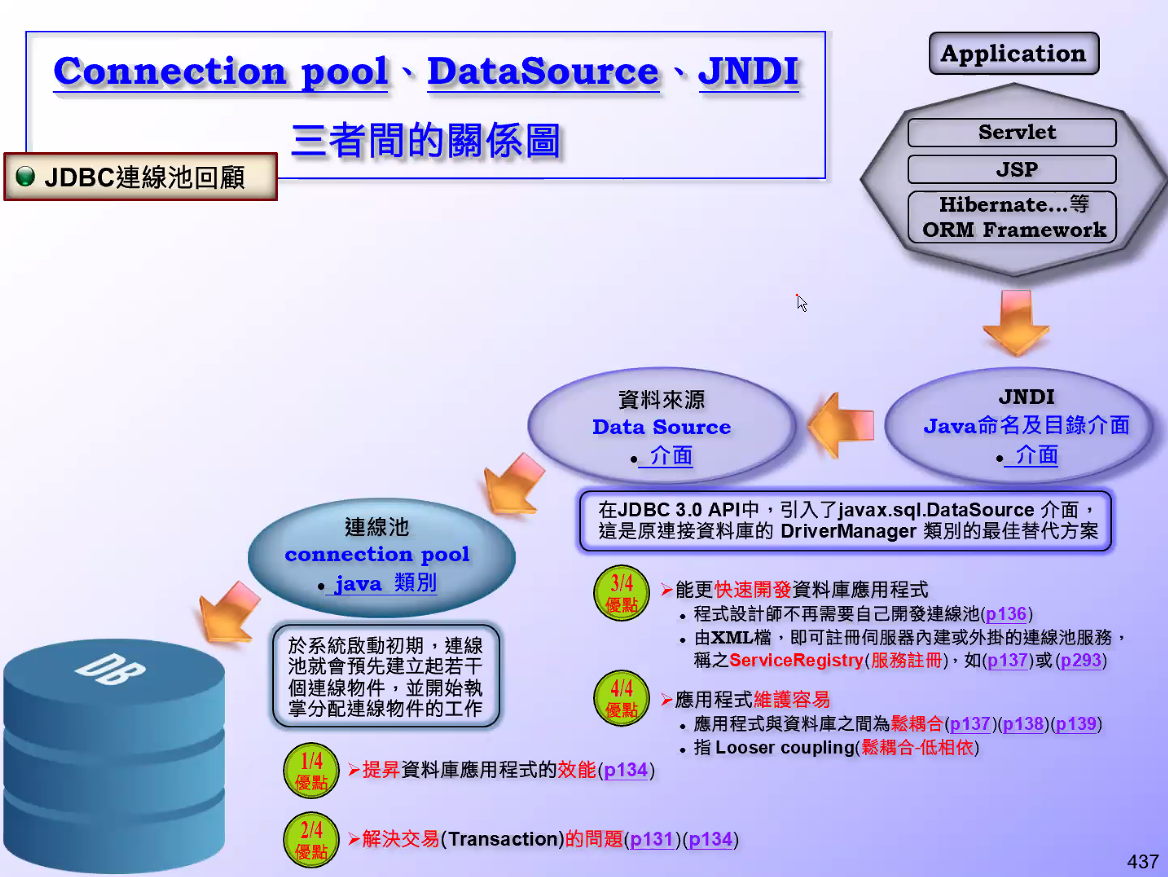 Connection pool、DataSource、JNDI
三者間的關係圖
JDBC連線池回顧
Application
Servlet
JSP
Hibernate...等
ORM Framework
JNDI
Java命名及目錄介面
• 介面
資料來源
Data Source
• 介面
在JDBC 3.0 API中，引入了javax.sql.DataSource 介面，
這是原連接資料庫的 DriverManager 類別的最佳替代方案
連線池
connection pool
• java 類別
於系統啟動初期，連線
池就會預先建立起若干
個連線物件，並開始執
掌分配連線物件的工作
DB
3/4
優點
➢能更快速開發資料庫應用程式
• 程式設計師不再需要自己開發連線池(p136)
• 由XML檔，即可註冊伺服器內建或外掛的連線池服務，
稱之ServiceRegistry(服務註冊)，如(p137)或(p293)
4/4
優點
➢應用程式維護容易
• 應用程式與資料庫之間為鬆耦合(p137)(p138)(p139)
• 指 Looser coupling(鬆耦合-低相依)
1/4
優點
➢提昇資料庫應用程式的效能(p134)
2/4
優點
➢解決交易(Transaction)的問題(p131)(p134)
437